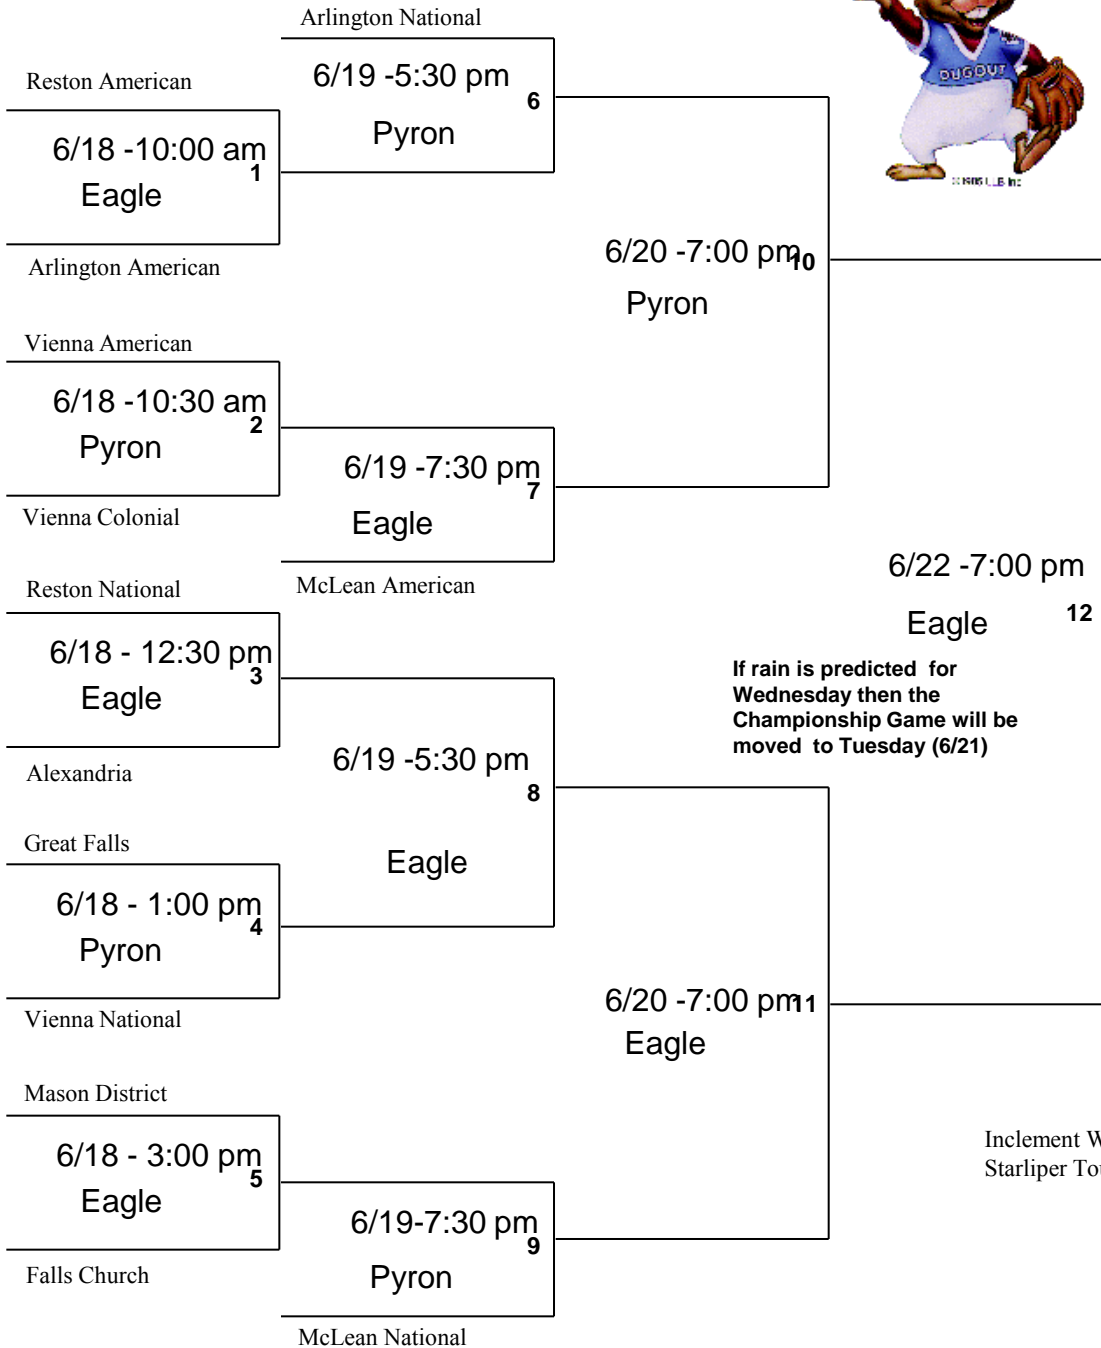 Arlington National
Reston American
6/19 -5:30 pm
6
Pyron
DUGOUT
6/18 -10:00 am
1
Eagle
Arlington American
6/20 -7:00 pm
10
Pyron
Vienna American
6/18 -10:30 am
2
Pyron
6/19 -7:30 pm
7
Eagle
Vienna Colonial
McLean American
6/22 -7:00 pm
12
Eagle
Reston National
6/18 - 12:30 pm
3
Eagle
If rain is predicted for
Wednesday then the
Championship Game will be
moved to Tuesday (6/21)
Alexandria
6/19 -5:30 pm
8
Eagle
Great Falls
6/18 - 1:00 pm
4
Pyron
Vienna National
6/20 -7:00 pm
11
Eagle
Mason District
6/18 - 3:00 pm
5
Eagle
Inclement
Starliper
6/19-7:30 pm
9
Pyron
Falls Church
McLean National